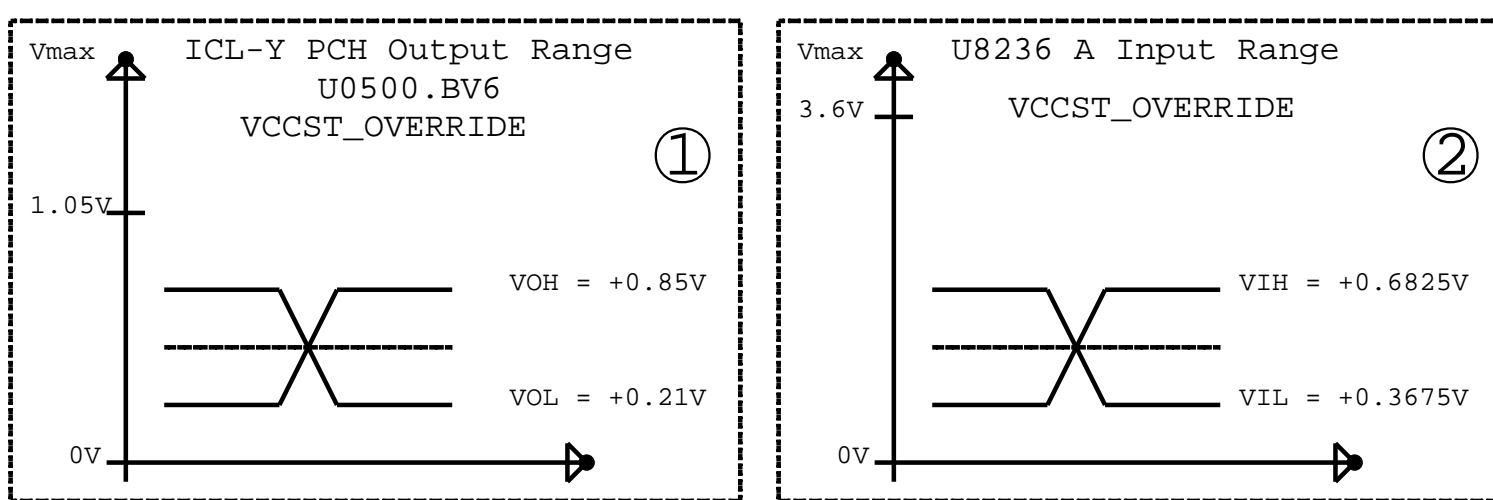 Vmax
ICL-Y PCH Output Range
U0500.BV6
VCCST_OVERRIDE
①
1.05V
VOH = +0.85V
VOL = +0.21V
0V
Vmax
U8236 A Input Range
3.6V
VCCST_OVERRIDE
②
VIH = +0.6825V
VIL = +0.3675V
0V